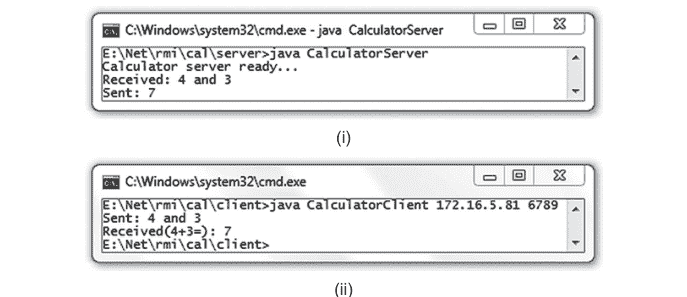 C:\Windows\system32\cmd.exe - java CalculatorServer
E:\Net\rmi\cal\server>java CalculatorServer
Calculator server ready...
Received: 4 and 3
Sent: 7
(i)
C:\Windows\system32\cmd.exe
E:\Net\rmi\cal\client>java CalculatorClient 172.16.5.81 6789
Sent: 4 and 3
Received(4+3=): 7
E:\Net\rmi\cal\client>
(ii)